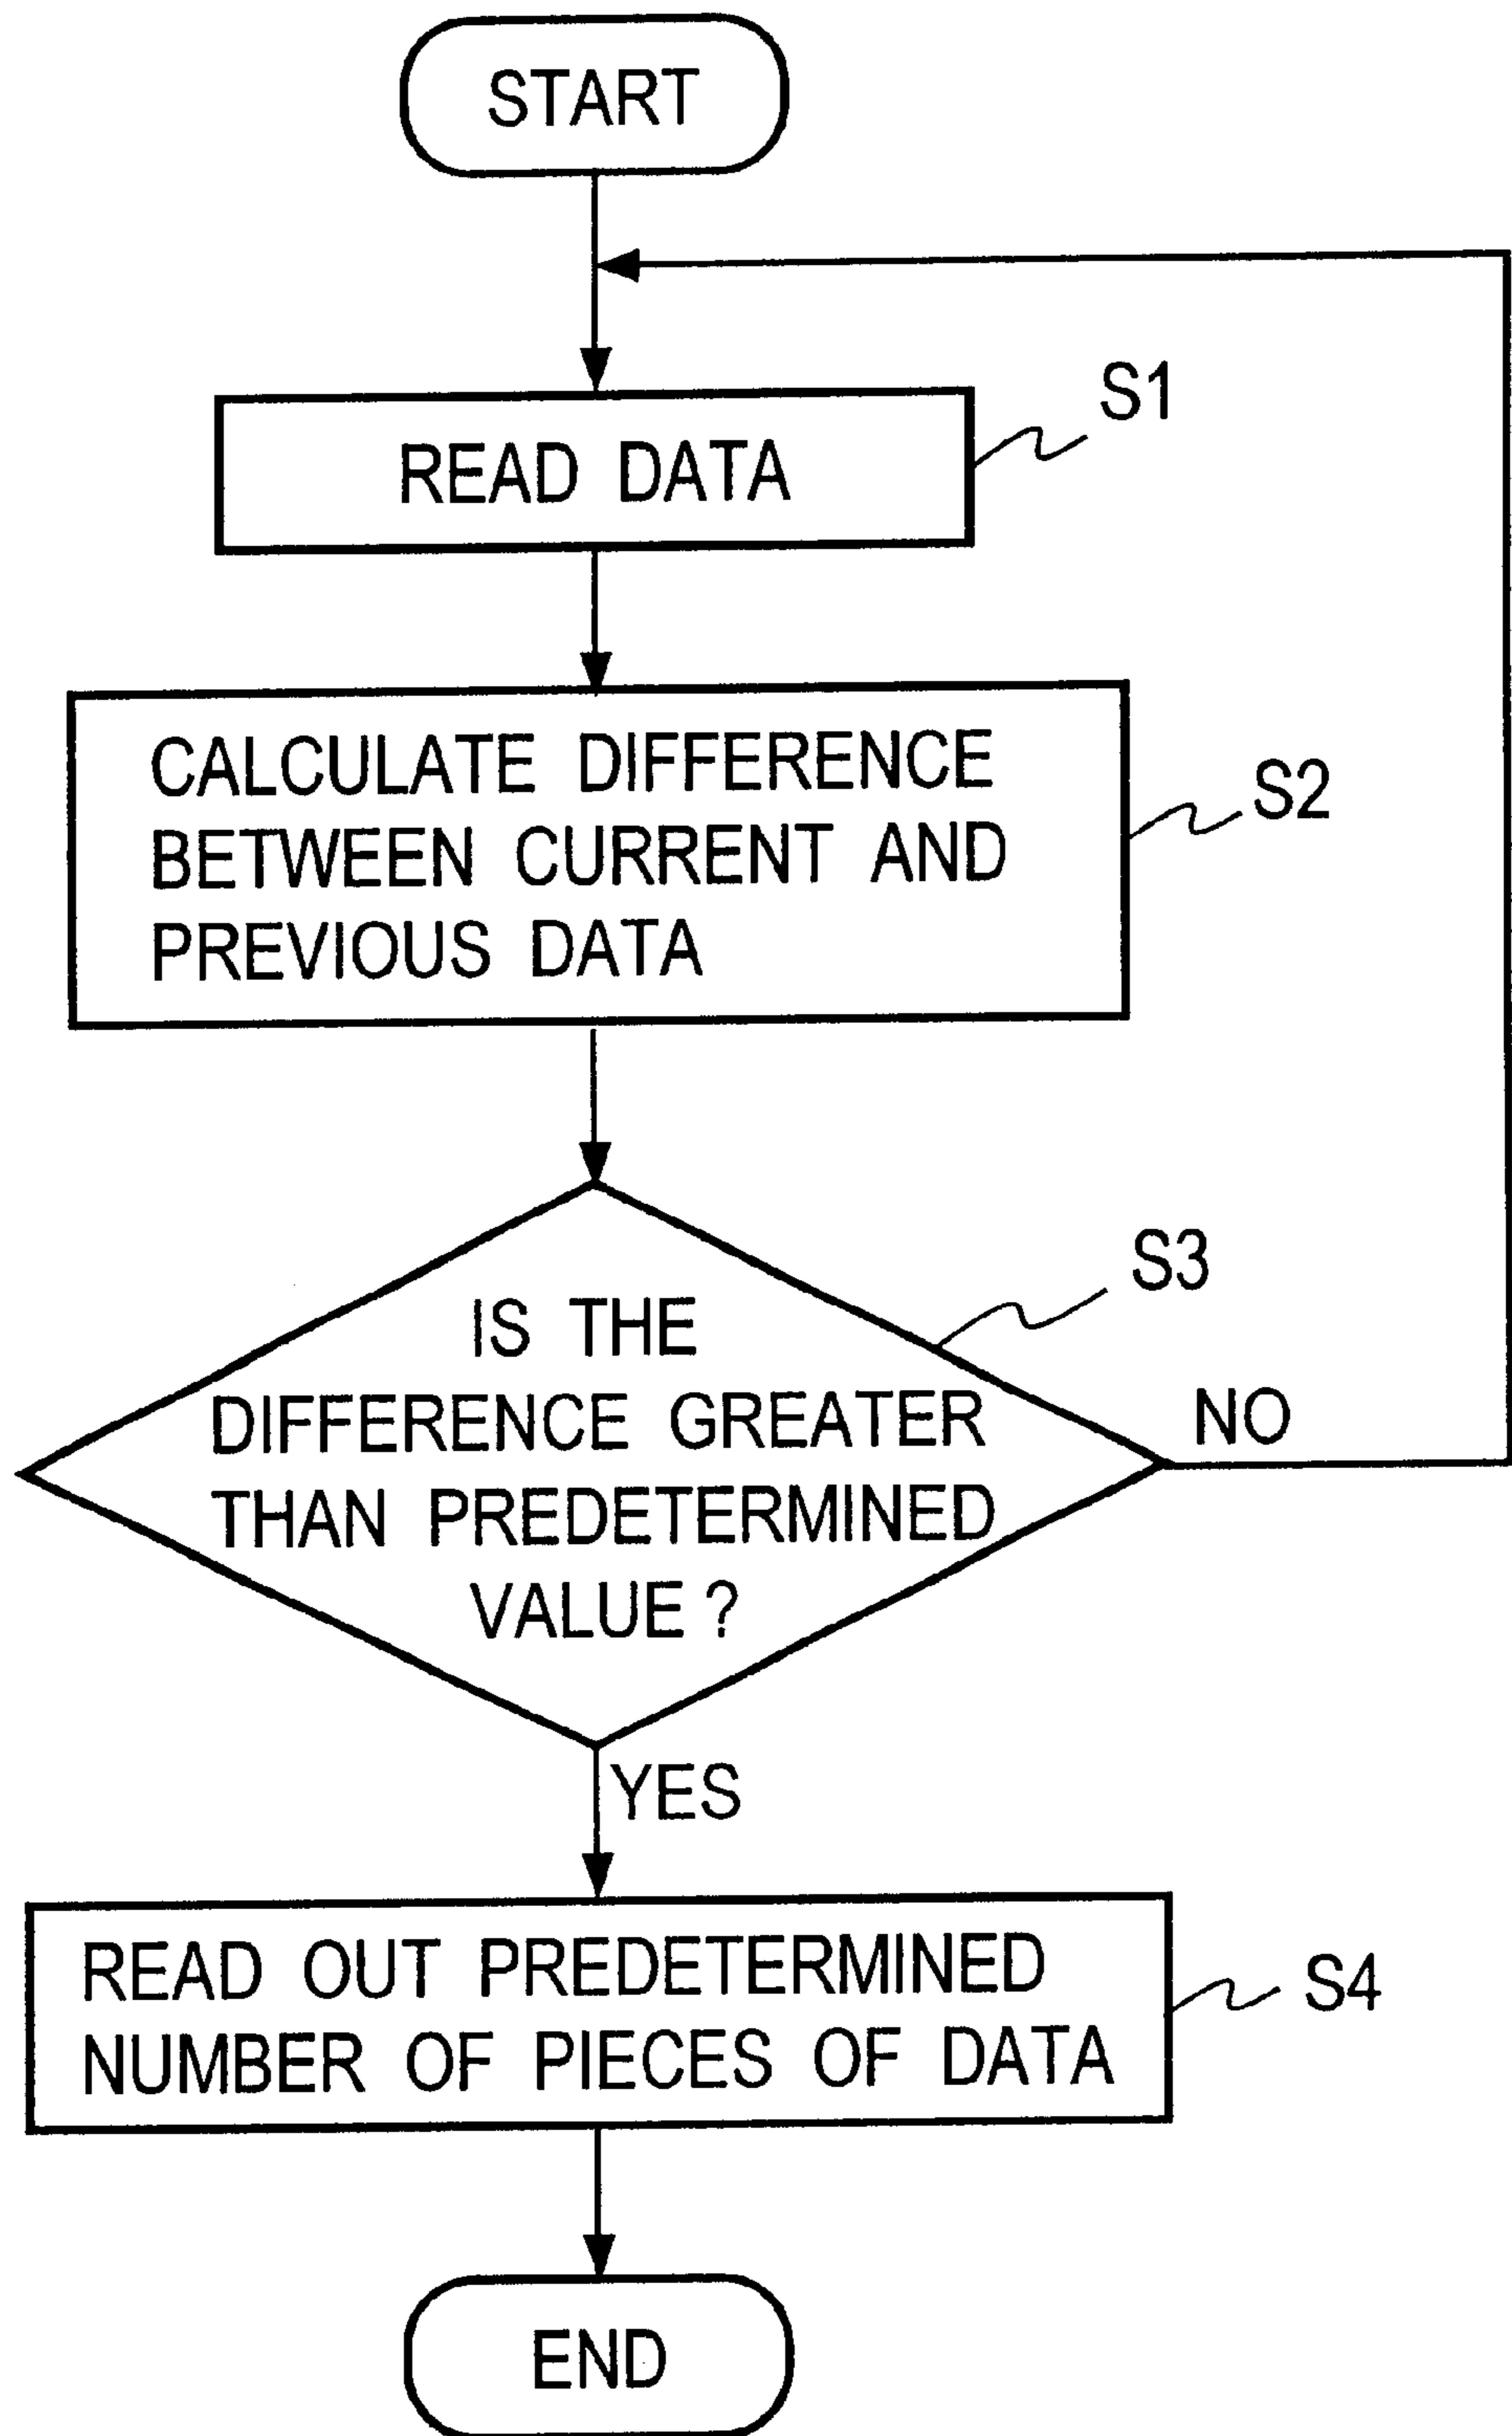 START
S1
READ DATA
CALCULATE DIFFERENCE
BETWEEN CURRENT AND
PREVIOUS DATA
S2
S3
IS THE
DIFFERENCE GREATER
THAN PREDETERMINED
VALUE ?
NO
YES
READ OUT PREDETERMINED
NUMBER OF PIECES OF DATA
S4
END